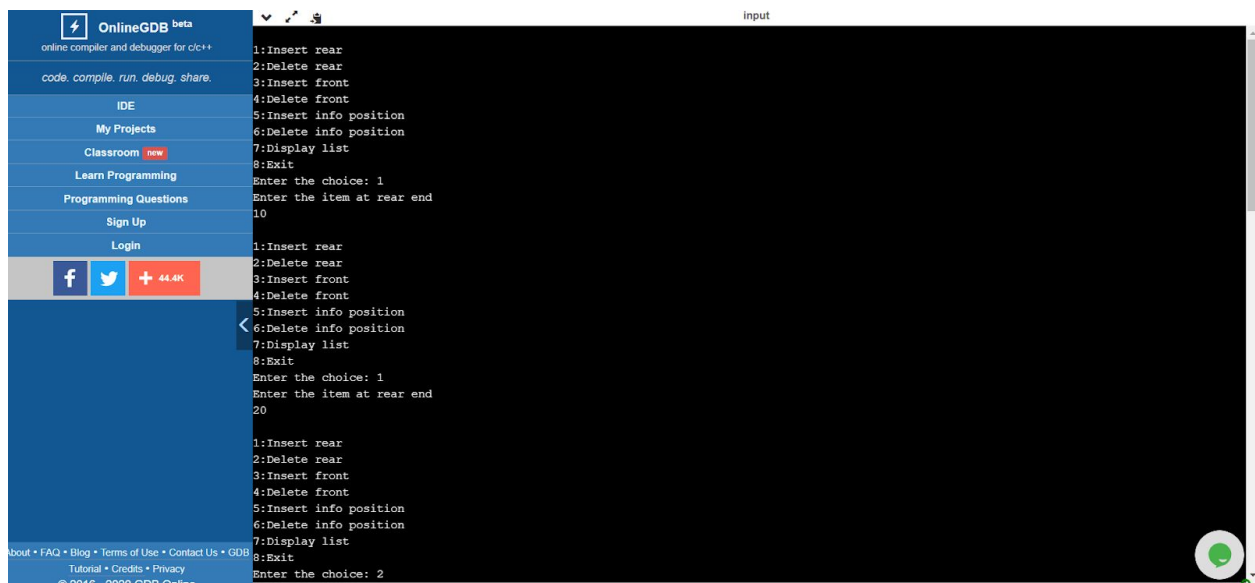 OnlineGDB beta
online compiler and debugger for c/c++
code. compile. run. debug. share.
IDE
My Projects
Classroom new
Learn Programming
Programming Questions
Sign Up
Login
44.4K
About • FAQ • Blog • Terms of Use • Contact Us • GDB
Tutorial • Credits • Privacy
© 2016 - 2020 GDB Online
input
1:Insert rear
2:Delete rear
3:Insert front
4:Delete front
5:Insert info position
6:Delete info position
7:Display list
8:Exit
Enter the choice: 1
Enter the item at rear end
10
1:Insert rear
2:Delete rear
3:Insert front
4:Delete front
5:Insert info position
6:Delete info position
7:Display list
8:Exit
Enter the choice: 1
Enter the item at rear end
20
1:Insert rear
2:Delete rear
3:Insert front
4:Delete front
5:Insert info position
6:Delete info position
7:Display list
8:Exit
Enter the choice: 2